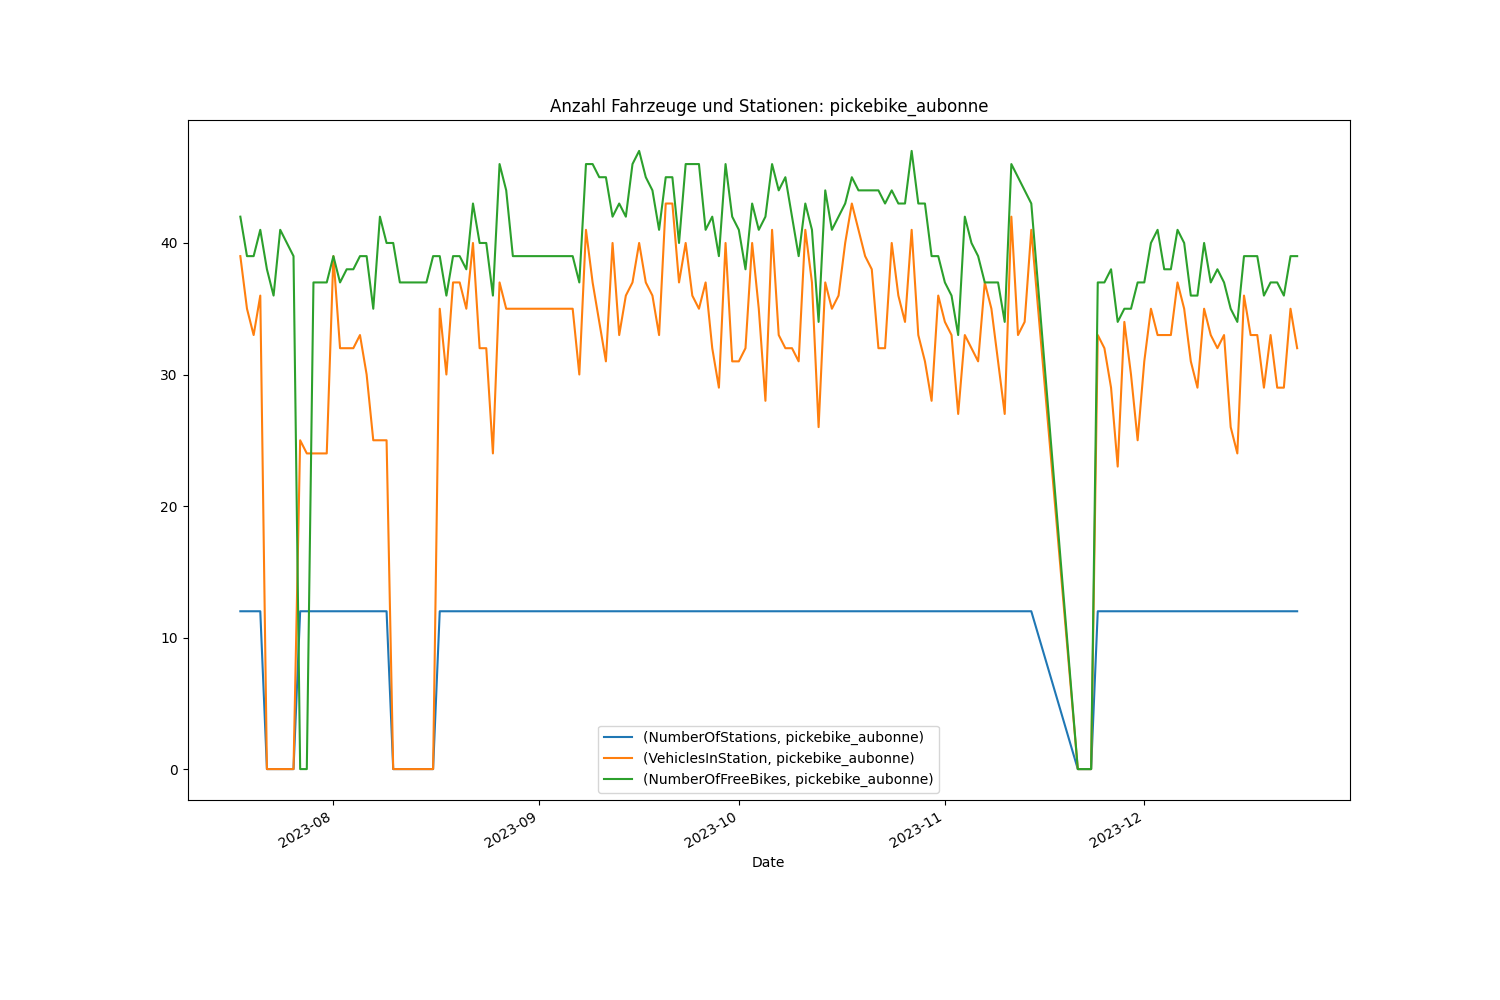 Anzahl Fahrzeuge und Stationen: pickebike_aubonne
40
30
20
10
0
(NumberOfStations, pickebike_aubonne)
(VehiclesInStation, pickebike_aubonne)
(NumberOfFreeBikes, pickebike_aubonne)
2023-08
2023-09
2023-10
2023-11
2023-12
Date